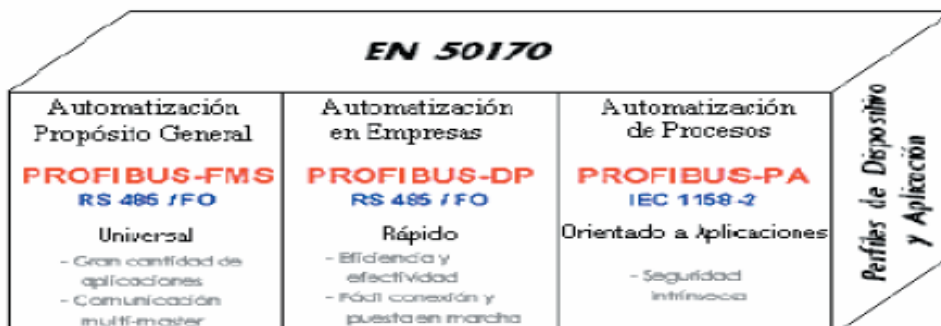 EN 50170
Automatización
Propósito General
PROFIBUS-FMS
RS 485 / FO
Universal
- Gran cantidad de
aplicaciones
- Comunicación
multi-master
Automatización
en Empresas
PROFIBUS-DP
RS 485 / FO
Rápido
- Eficiencia y
efectividad
- Fácil conexión y
puesta en marcha
Automatización
de Procesos
PROFIBUS-PA
IEC 1158-2
Orientado a Aplicaciones
- Seguridad
intrínseca
Perfiles de Dispositivo
y Aplicación